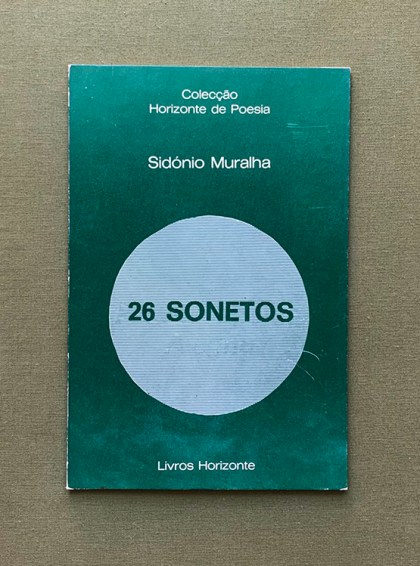 Colecção
Horizonte de Poesia
Sidónio Muralha
26 SONETOS
Livros Horizonte